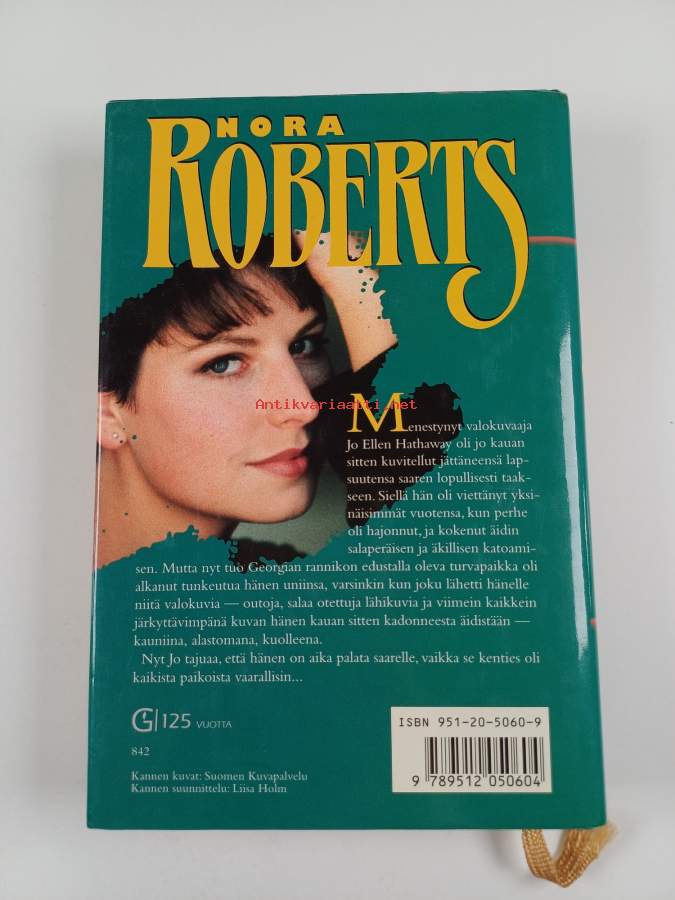 NORA
ROBERTS
Antikvariaatti.net
Menestynyt valokuvaaja
Jo Ellen Hathaway oli jo kauan
sitten kuvitellut jättäneensä lap-
suutensa saaren lopullisesti taak-
seen. Siellä hän oli viettänyt yksi-
näisimmät vuotensa, kun perhe
oli hajonnut, ja kokenut äidin
salaperäisen ja äkillisen katoami-
sen. Mutta nyt tuo Georgian rannikon edustalla oleva turvapaikka oli
alkanut tunkeutua hänen uniinsa, varsinkin kun joku lähetti hänelle
niitä valokuvia — outoja, salaa otettuja lähikuvia ja viimein kaikkein
järkyttävimpänä kuvan hänen kauan sitten kadonneesta äidistään —
kauniina, alastomana, kuolleena.
Nyt Jo tajuaa, että hänen on aika palata saarelle, vaikka se kenties oli
kaikista paikoista vaarallisin...
G 125 VUOTTA
842
Kannen kuvat: Suomen Kuvapalvelu
Kannen suunnittelu: Liisa Holm
ISBN 951-20-5060-9
9 789512 050604